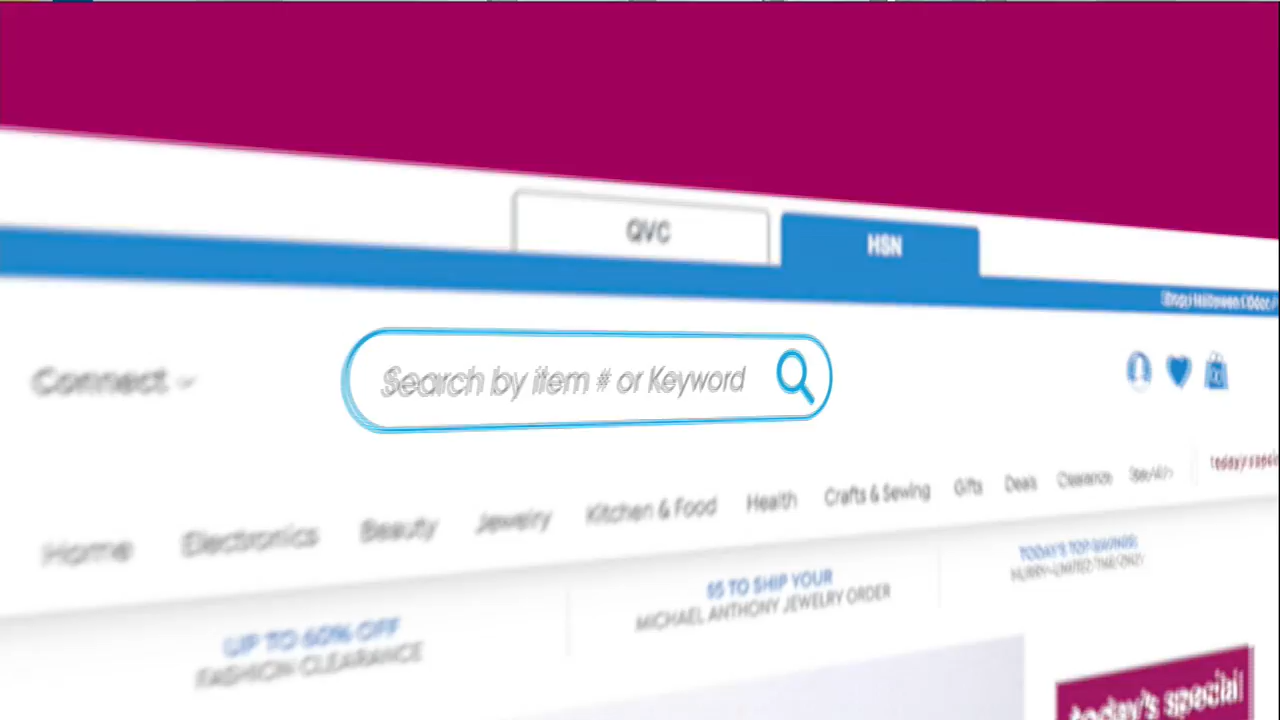 QVC
HSN
Connect
Search by item # or Keyword
Home Electronics Beauty Jewelry Kitchen & Food Health Crafts & Sewing Gifts Deals Clearance
today's special
UP TO 60% OFF
FASHION CLEARANCE
$5 TO SHIP YOUR
MICHAEL ANTHONY JEWELRY ORDER
TODAY'S TOP SAVINGS!
HURRY-LIMITED TIME ONLY!
today's special